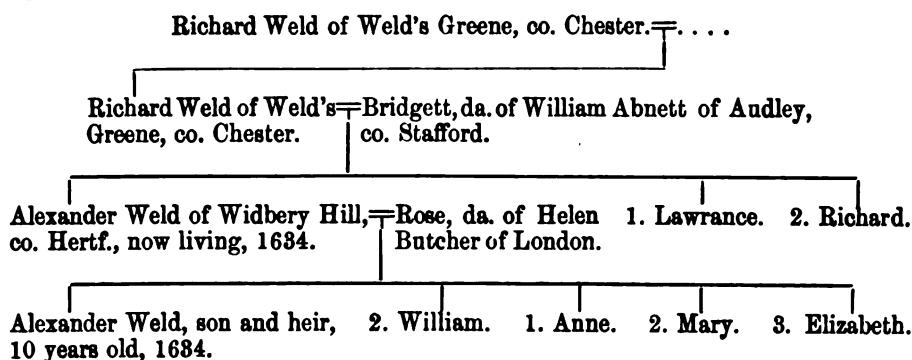 Richard Weld of Weld's Greene, co. Chester. = . . . .
Richard Weld of Weld's = Bridgett, da. of William Abnett of Audley,
Greene, co. Chester. co. Stafford.
Alexander Weld of Widbery Hill, = Rose, da. of Helen 1. Lawrance. 2. Richard.
co. Hertf., now living, 1634. Butcher of London.
Alexander Weld, son and heir, 2. William. 1. Anne. 2. Mary. 3. Elizabeth.
10 years old, 1634.